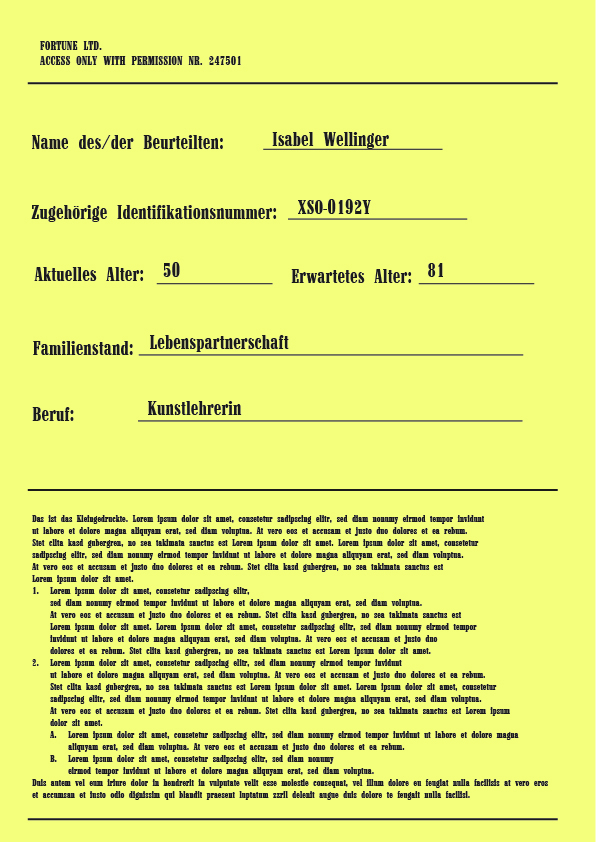 FORTUNE LTD.
ACCESS ONLY WITH PERMISSION NR. 247501
Name des/der Beurteilten: Isabel Wellinger
Zugehörige Identifikationsnummer: XSO-0192Y
Aktuelles Alter: 50 Erwartetes Alter: 81
Familienstand: Lebenspartnerschaft
Beruf: Kunstlehrerin
Das ist das Kleingedruckte. Lorem ipsum dolor sit amet, consetetur sadipscing elitr, sed diam nonumy eirmod tempor invidunt
ut labore et dolore magna aliquyam erat, sed diam voluptua. At vero eos et accusam et justo duo dolores et ea rebum.
Stet clita kasd gubergren, no sea takimata sanctus est Lorem ipsum dolor sit amet. Lorem ipsum dolor sit amet, consetetur
sadipscing elitr, sed diam nonumy eirmod tempor invidunt ut labore et dolore magna aliquyam erat, sed diam voluptua.
At vero eos et accusam et justo duo dolores et ea rebum. Stet clita kasd gubergren, no sea takimata sanctus est
Lorem ipsum dolor sit amet.
1. Lorem ipsum dolor sit amet, consetetur sadipscing elitr,
sed diam nonumy eirmod tempor invidunt ut labore et dolore magna aliquyam erat, sed diam voluptua.
At vero eos et accusam et justo duo dolores et ea rebum. Stet clita kasd gubergren, no sea takimata sanctus est
Lorem ipsum dolor sit amet. Lorem ipsum dolor sit amet, consetetur sadipscing elitr, sed diam nonumy eirmod tempor
invidunt ut labore et dolore magna aliquyam erat, sed diam voluptua. At vero eos et accusam et justo duo
dolores et ea rebum. Stet clita kasd gubergren, no sea takimata sanctus est Lorem ipsum dolor sit amet.
2. Lorem ipsum dolor sit amet, consetetur sadipscing elitr, sed diam nonumy eirmod tempor invidunt
ut labore et dolore magna aliquyam erat, sed diam voluptua. At vero eos et accusam et justo duo dolores et ea rebum.
Stet clita kasd gubergren, no sea takimata sanctus est Lorem ipsum dolor sit amet. Lorem ipsum dolor sit amet, consetetur
sadipscing elitr, sed diam nonumy eirmod tempor invidunt ut labore et dolore magna aliquyam erat, sed diam voluptua.
At vero eos et accusam et justo duo dolores et ea rebum. Stet clita kasd gubergren, no sea takimata sanctus est Lorem ipsum
dolor sit amet.
A. Lorem ipsum dolor sit amet, consetetur sadipscing elitr, sed diam nonumy eirmod tempor invidunt ut labore et dolore magna
aliquyam erat, sed diam voluptua. At vero eos et accusam et justo duo dolores et ea rebum.
B. Lorem ipsum dolor sit amet, consetetur sadipscing elitr, sed diam nonumy
eirmod tempor invidunt ut labore et dolore magna aliquyam erat, sed diam voluptua.
Duis autem vel eum iriure dolor in hendrerit in vulputate velit esse molestie consequat, vel illum dolore eu feugiat nulla facilisis at vero eros
et accumsan et iusto odio dignissim qui blandit praesent luptatum zzril delenit augue duis dolore te feugait nulla facilisi.